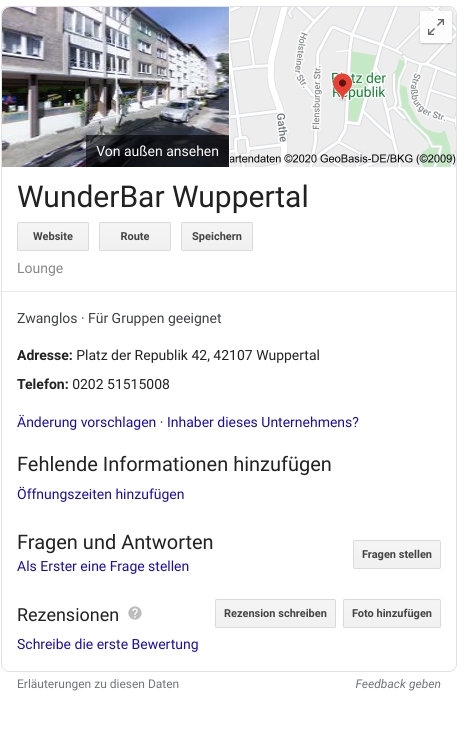 Holsteiner Str.
Flensburger Str.
Gathe
Platz der
Republik
Straßburger Str.
Von außen ansehen
artendaten ©2020 GeoBasis-DE/BKG (©2009)
WunderBar Wuppertal
Website Route Speichern
Lounge
Zwanglos · Für Gruppen geeignet
Adresse: Platz der Republik 42, 42107 Wuppertal
Telefon: 0202 51515008
Änderung vorschlagen · Inhaber dieses Unternehmens?
Fehlende Informationen hinzufügen
Öffnungszeiten hinzufügen
Fragen und Antworten
Fragen stellen
Als Erster eine Frage stellen
Rezensionen ? Rezension schreiben Foto hinzufügen
Schreibe die erste Bewertung
Erläuterungen zu diesen Daten Feedback geben